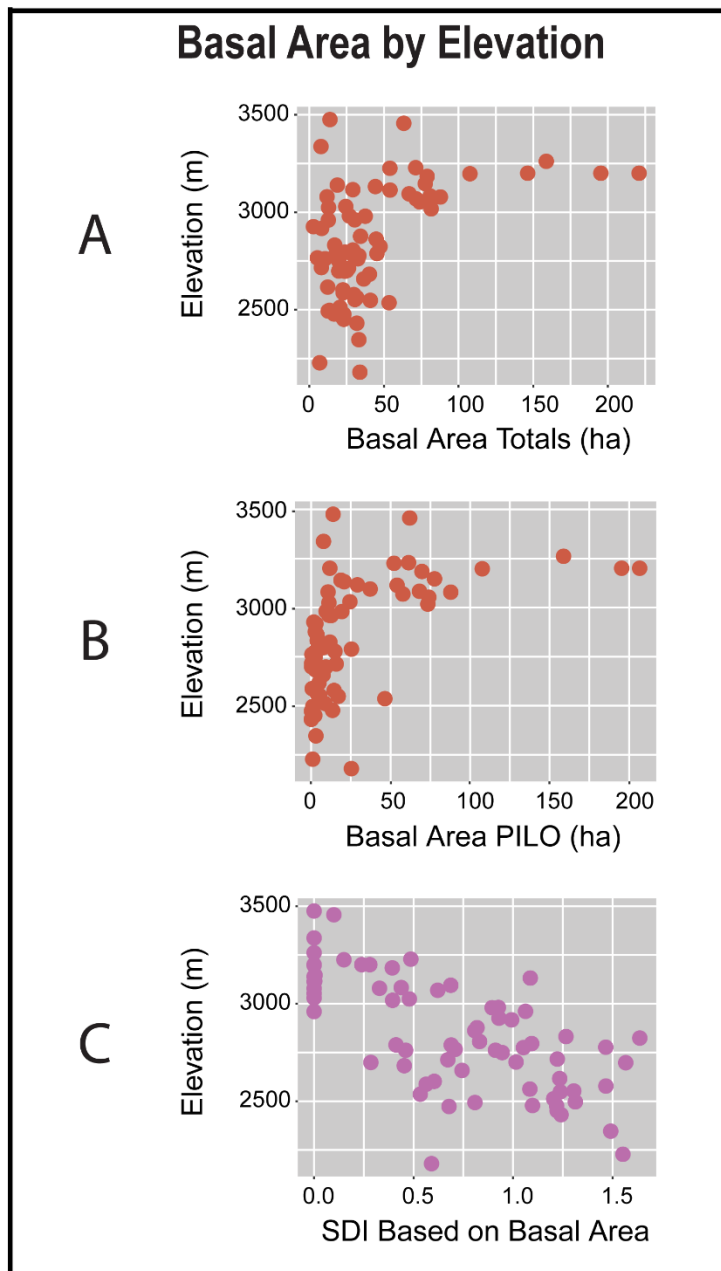 Basal Area by Elevation
A
Elevation (m)
3500
3000
2500
0 50 100 150 200
Basal Area Totals (ha)
B
Elevation (m)
3500
3000
2500
0 50 100 150 200
Basal Area PILO (ha)
C
Elevation (m)
3500
3000
2500
0.0 0.5 1.0 1.5
SDI Based on Basal Area